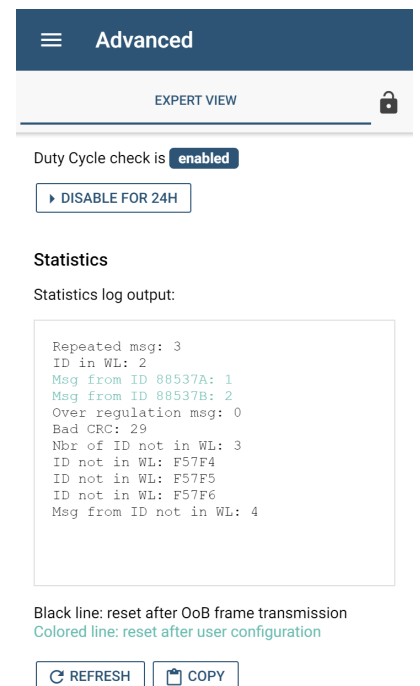 Advanced
EXPERT VIEW
Duty Cycle check is enabled
DISABLE FOR 24H
Statistics
Statistics log output:
Repeated msg: 3
ID in WL: 2
Msg from ID 88537A: 1
Msg from ID 88537B: 2
Over regulation msg: 0
Bad CRC: 29
Nbr of ID not in WL: 3
ID not in WL: F57F4
ID not in WL: F57F5
ID not in WL: F57F6
Msg from ID not in WL: 4
Black line: reset after OoB frame transmission
Colored line: reset after user configuration
REFRESH COPY